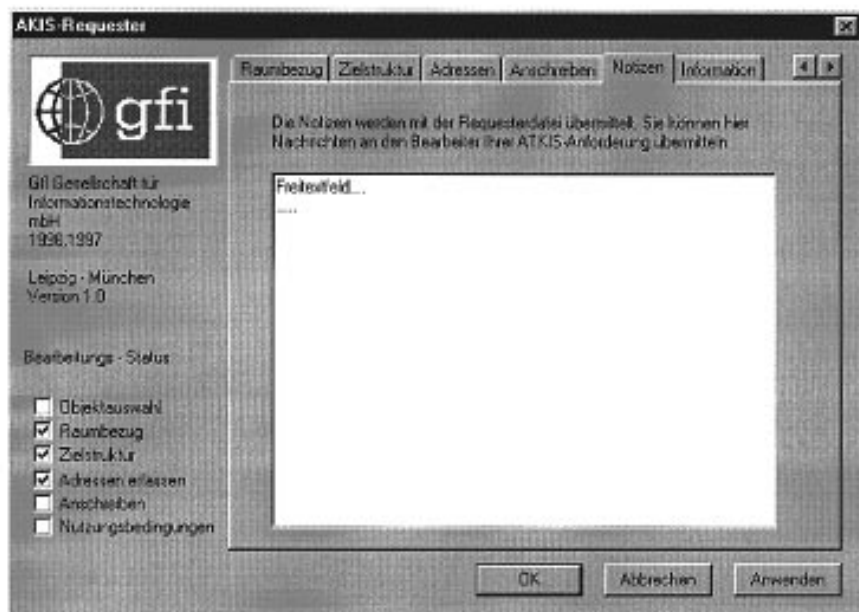 AKIS-Requester
gfi
Gfl Gesellschaft für
Informationstechnologie
mbH
1996,1997
Leipzig - München
Version 1.0
Bearbeitungs - Status
Objektauswahl
Raumbezug
Zielstruktur
Adressen erfassen
Anschreiben
Nutzungsbedingungen
Raumbezug Zielstruktur Adressen Anschreiben Notizen Information
Die Notizen werden mit der Requesterdatei übermittelt. Sie können hier
Nachrichten an den Bearbeiter Ihrer ATKIS-Anforderung übermitteln
Freitextfeld....
.....
OK Abbrechen Anwenden